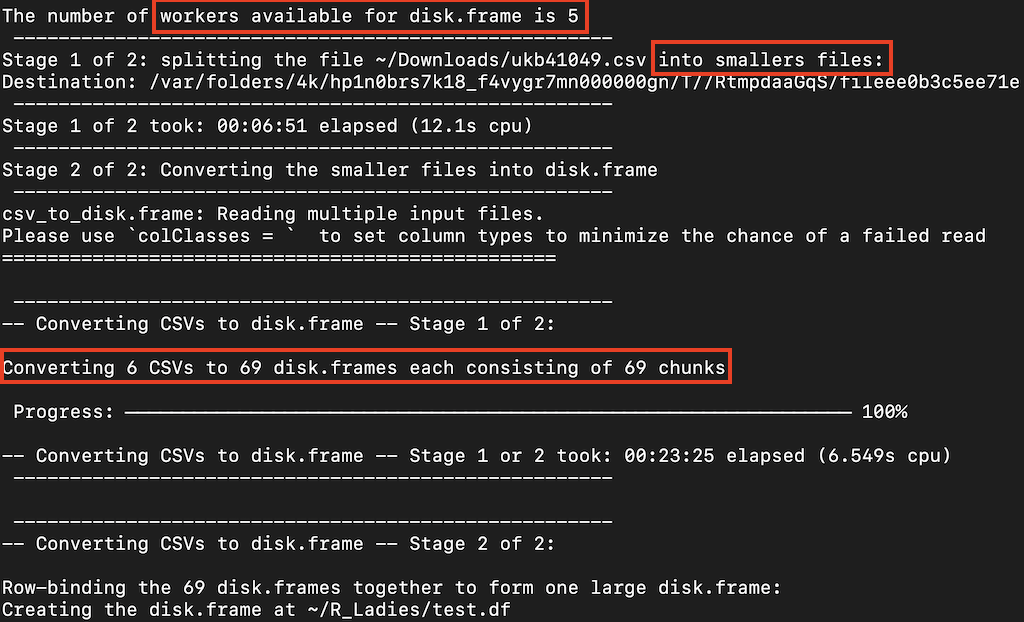 The number of workers available for disk.frame is 5
-----------------------------------------------------
Stage 1 of 2: splitting the file ~/Downloads/ukb41049.csv into smallers files:
Destination: /var/folders/4k/hp1n0brs7k18_f4vygr7mn000000gn/T//RtmpdaaGqS/fileee0b3c5ee71e
-----------------------------------------------------
Stage 1 of 2 took: 00:06:51 elapsed (12.1s cpu)
-----------------------------------------------------
Stage 2 of 2: Converting the smaller files into disk.frame
-----------------------------------------------------
csv_to_disk.frame: Reading multiple input files.
Please use `colClasses = `  to set column types to minimize the chance of a failed read
=================================================
-----------------------------------------------------
-- Converting CSVs to disk.frame -- Stage 1 of 2:
Converting 6 CSVs to 69 disk.frames each consisting of 69 chunks
Progress: ──────────────────────────────────────────────────────────────── 100%
-- Converting CSVs to disk.frame -- Stage 1 or 2 took: 00:23:25 elapsed (6.549s cpu)
-----------------------------------------------------
-----------------------------------------------------
-- Converting CSVs to disk.frame -- Stage 2 of 2:
Row-binding the 69 disk.frames together to form one large disk.frame:
Creating the disk.frame at ~/R_Ladies/test.df